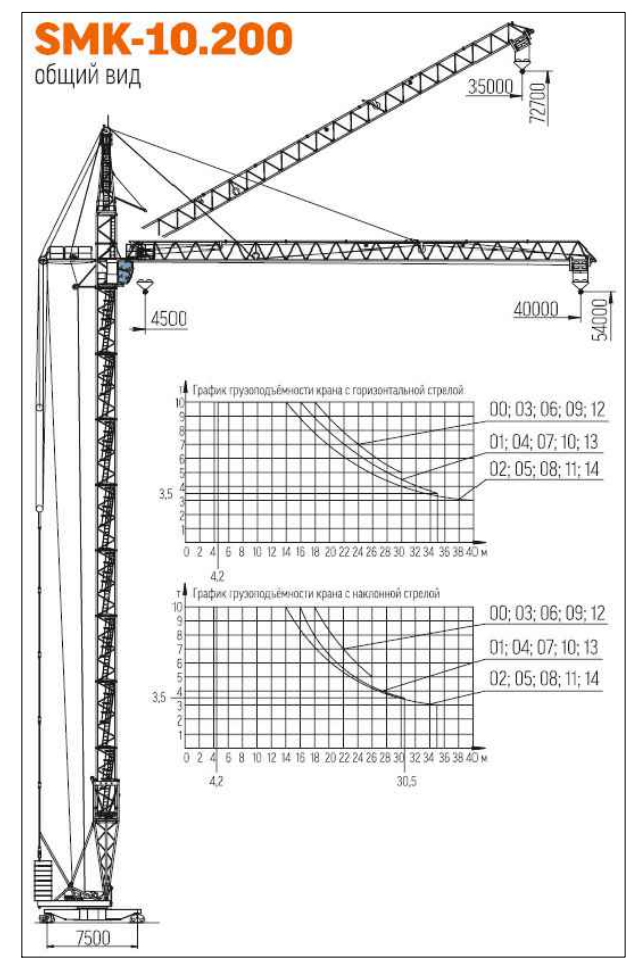 SMK-10.200
общий вид
35000
72700
4500
40000
54000
т График грузоподъёмности крана с горизонтальной стрелой
10
9
8
7
6
5
4
3,5
3
2
1
00; 03; 06; 09; 12
01; 04; 07; 10; 13
02; 05; 08; 11; 14
0 2 4 6 8 10 12 14 16 18 20 22 24 26 28 30 32 34 36 38 40 м
4,2
т График грузоподъёмности крана с наклонной стрелой
10
9
8
7
6
5
4
3,5
3
2
1
00; 03; 06; 09; 12
01; 04; 07; 10; 13
02; 05; 08; 11; 14
0 2 4 6 8 10 12 14 16 18 20 22 24 26 28 30 32 34 36 38 40 м
4,2
30,5
7500